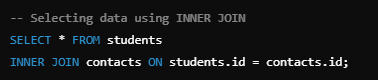 -- Selecting data using INNER JOIN
SELECT * FROM students
INNER JOIN contacts ON students.id = contacts.id;